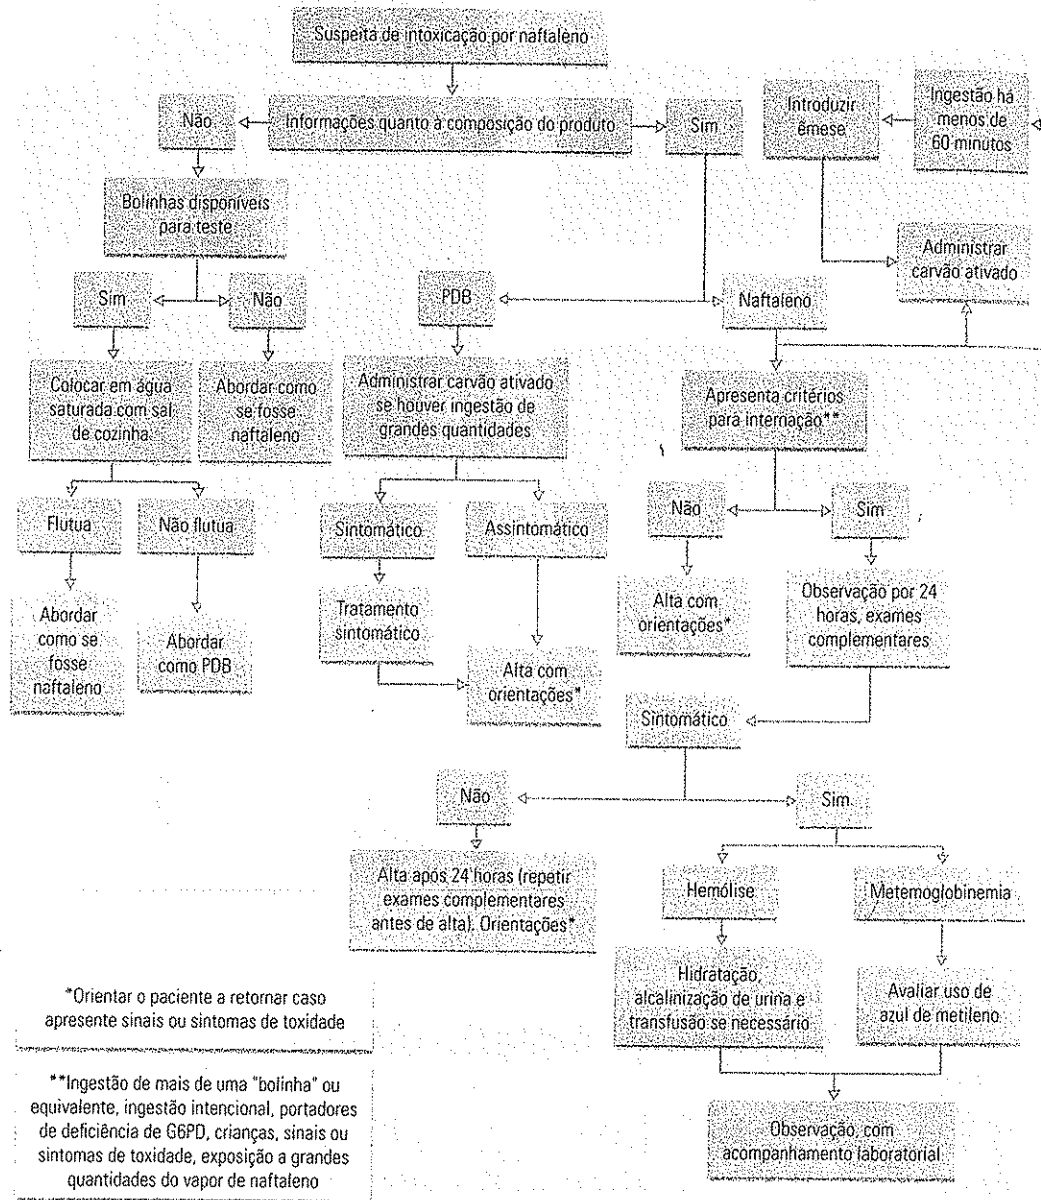 Suspeita de intoxicação por naftaleno
Não
Informações quanto à composição do produto
Sim
Introduzir
êmese
Ingestão há
menos de
60 minutos
Bolinhas disponíveis
para teste
Administrar
carvão ativado
Sim
Não
PDB
Naftaleno
Colocar em água
saturada com sal
de cozinha
Abordar como
se fosse
naftaleno
Administrar carvão ativado
se houver ingestão de
grandes quantidades
Apresenta critérios
para internação**
Flutua
Não flutua
Sintomático
Assintomático
Não
Sim
Abordar
como se
fosse
naftaleno
Abordar
como PDB
Tratamento
sintomático
Alta com
orientações*
Alta com
orientações*
Observação por 24
horas, exames
complementares
Sintomático
Não
Sim
Alta após 24 horas (repetir
exames complementares
antes de alta). Orientações*
Hemólise
Metemoglobinemia
Hidratação,
alcalinização de urina e
transfusão se necessário
Avaliar uso de
azul de metileno
Observação, com
acompanhamento laboratorial
*Orientar o paciente a retornar caso
apresente sinais ou sintomas de toxidade
**Ingestão de mais de uma "bolinha" ou
equivalente, ingestão intencional, portadores
de deficiência de G6PD, crianças, sinais ou
sintomas de toxidade, exposição a grandes
quantidades do vapor de naftaleno